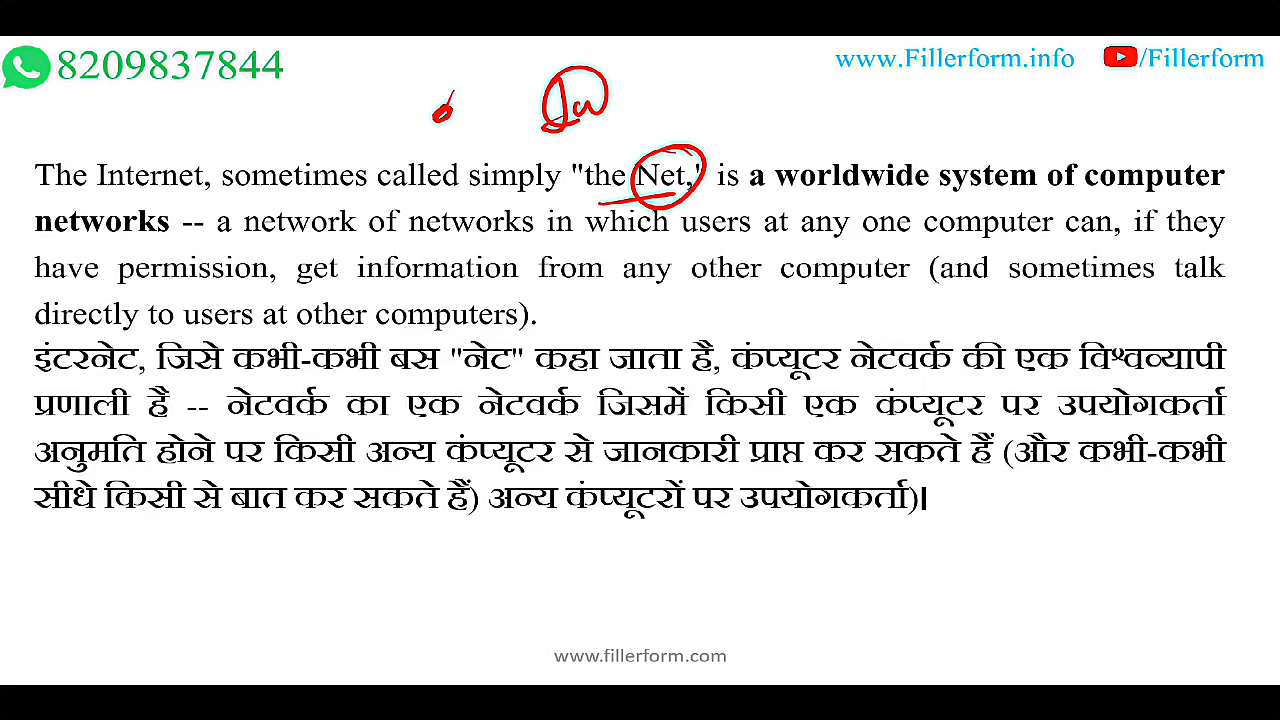 8209837844
www.Fillerform.info
/Fillerform
The Internet, sometimes called simply "the Net," is a worldwide system of computer
networks -- a network of networks in which users at any one computer can, if they
have permission, get information from any other computer (and sometimes talk
directly to users at other computers).
इंटरनेट, जिसे कभी-कभी बस "नेट" कहा जाता है, कंप्यूटर नेटवर्क की एक विश्वव्यापी
प्रणाली है -- नेटवर्क का एक नेटवर्क जिसमें किसी एक कंप्यूटर पर उपयोगकर्ता
अनुमति होने पर किसी अन्य कंप्यूटर से जानकारी प्राप्त कर सकते हैं (और कभी-कभी
सीधे किसी से बात कर सकते हैं) अन्य कंप्यूटरों पर उपयोगकर्ता)।
www.fillerform.com